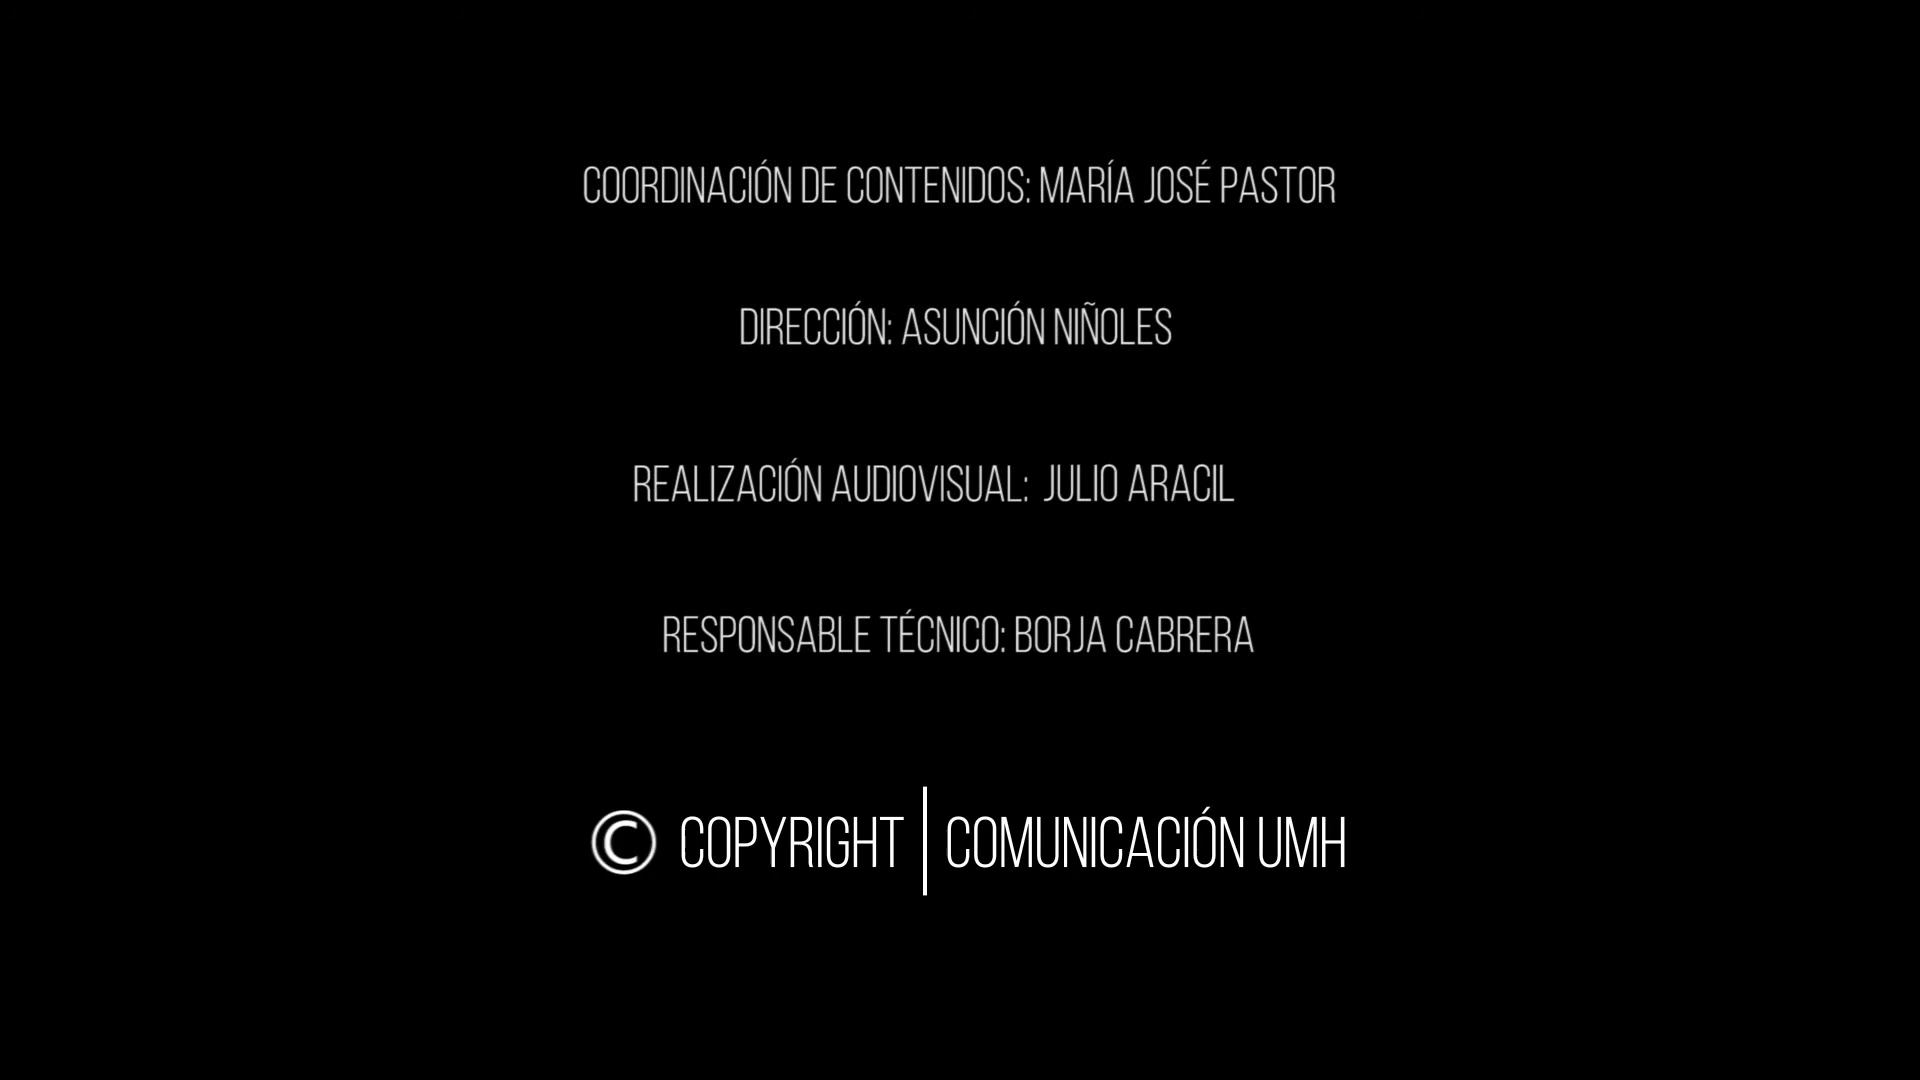 COORDINACIÓN DE CONTENIDOS: MARÍA JOSÉ PASTOR
DIRECCIÓN: ASUNCIÓN NIÑOLES
REALIZACIÓN AUDIOVISUAL: JULIO ARACIL
RESPONSABLE TÉCNICO: BORJA CABRERA
© COPYRIGHT | COMUNICACIÓN UMH